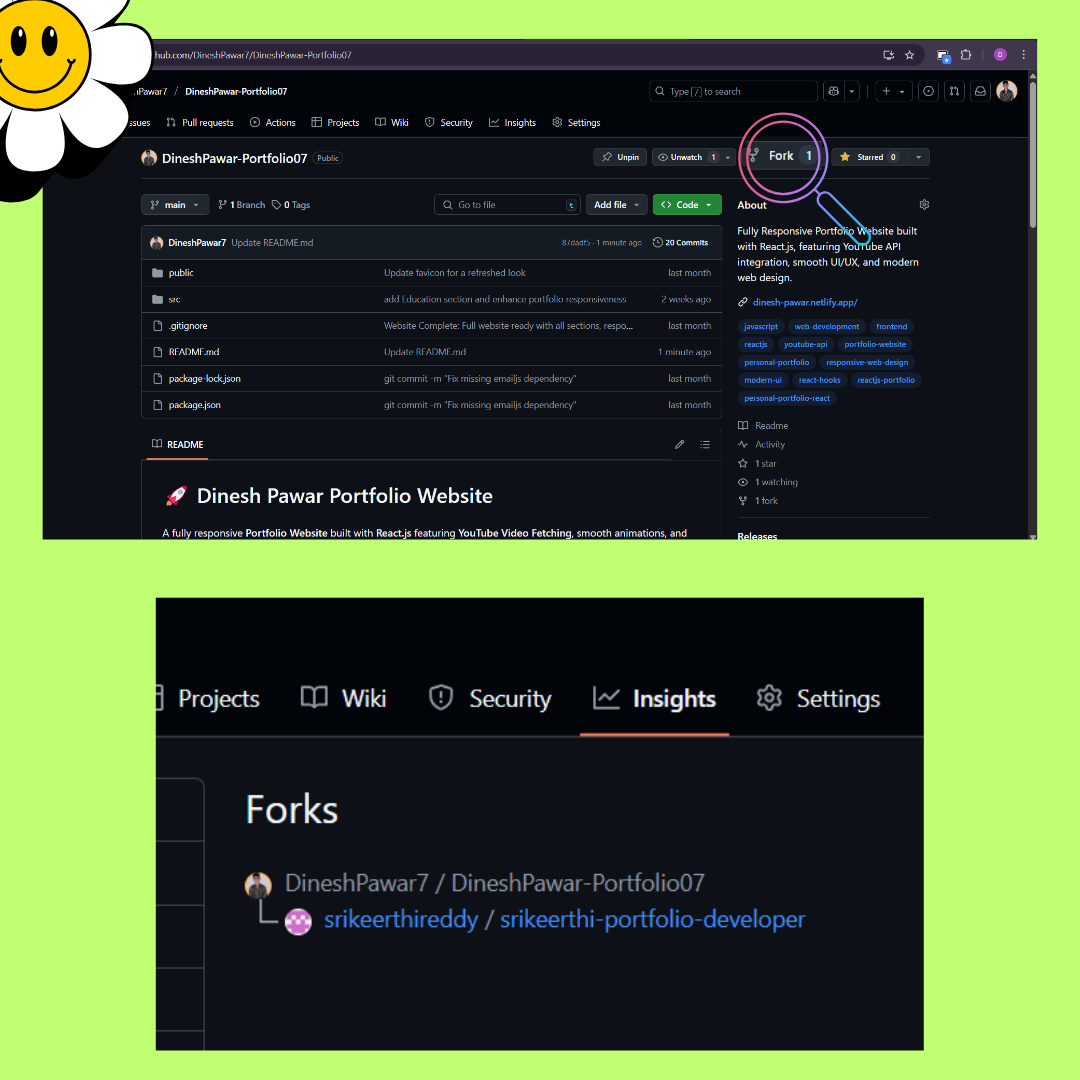 hub.com/DineshPawar7/DineshPawar-Portfolio07
hPawar7 / DineshPawar-Portfolio07
Type / to search
ssues Pull requests Actions Projects Wiki Security Insights Settings
DineshPawar-Portfolio07 Public
Unpin Unwatch 1 Fork 1 Starred 0
main 1 Branch 0 Tags Go to file t Add file Code
DineshPawar7 Update README.md 87dadf5 · 1 minute ago 20 Commits
public Update favicon for a refreshed look last month
src add Education section and enhance portfolio responsiveness 2 weeks ago
.gitignore Website Complete: Full website ready with all sections, respo... last month
README.md Update README.md 1 minute ago
package-lock.json git commit -m "Fix missing emailjs dependency" last month
package.json git commit -m "Fix missing emailjs dependency" last month
README
🚀 Dinesh Pawar Portfolio Website
A fully responsive Portfolio Website built with React.js featuring YouTube Video Fetching, smooth animations, and
About
Fully Responsive Portfolio Website built
with React.js, featuring YouTube API
integration, smooth UI/UX, and modern
web design.
dinesh-pawar.netlify.app/
javascript web-development frontend
reactjs youtube-api portfolio-website
personal-portfolio responsive-web-design
modern-ui react-hooks reactjs-portfolio
personal-portfolio-react
Readme
Activity
1 star
1 watching
1 fork
Releases
D
Projects Wiki Security Insights Settings
Forks
DineshPawar7 / DineshPawar-Portfolio07
srikeerthireddy / srikeerthi-portfolio-developer